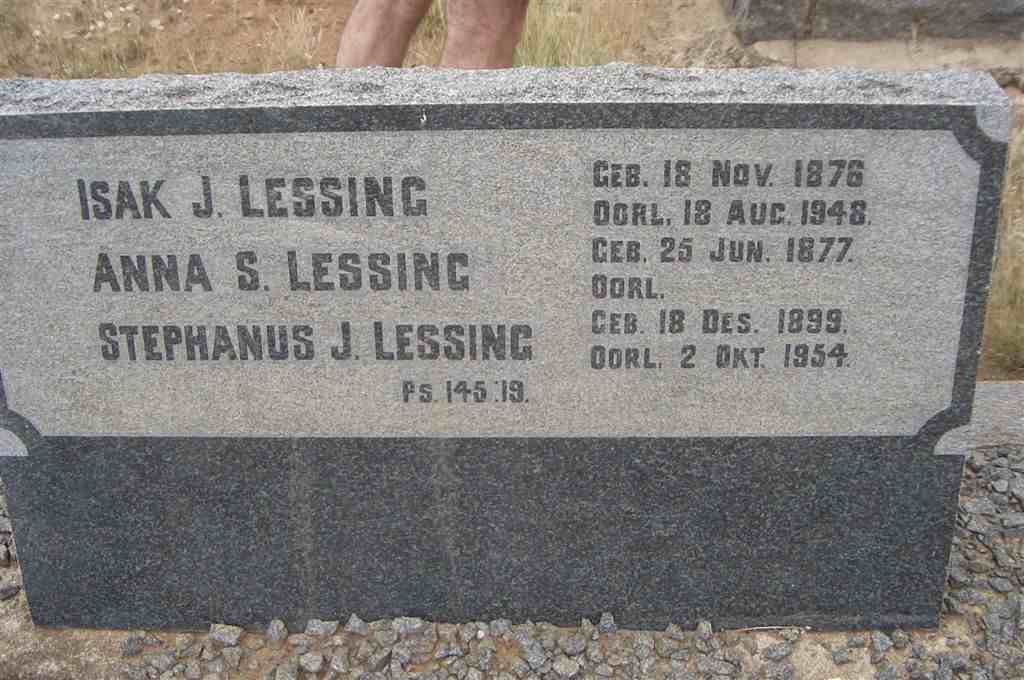 ISAK J. LESSING
GEB. 18 NOV. 1876
OORL. 18 AUG. 1948.
ANNA S. LESSING
GEB. 25 JUN. 1877.
OORL.
STEPHANUS J. LESSING
GEB. 18 DES. 1899.
OORL. 2 OKT. 1954.
PS. 145:19.